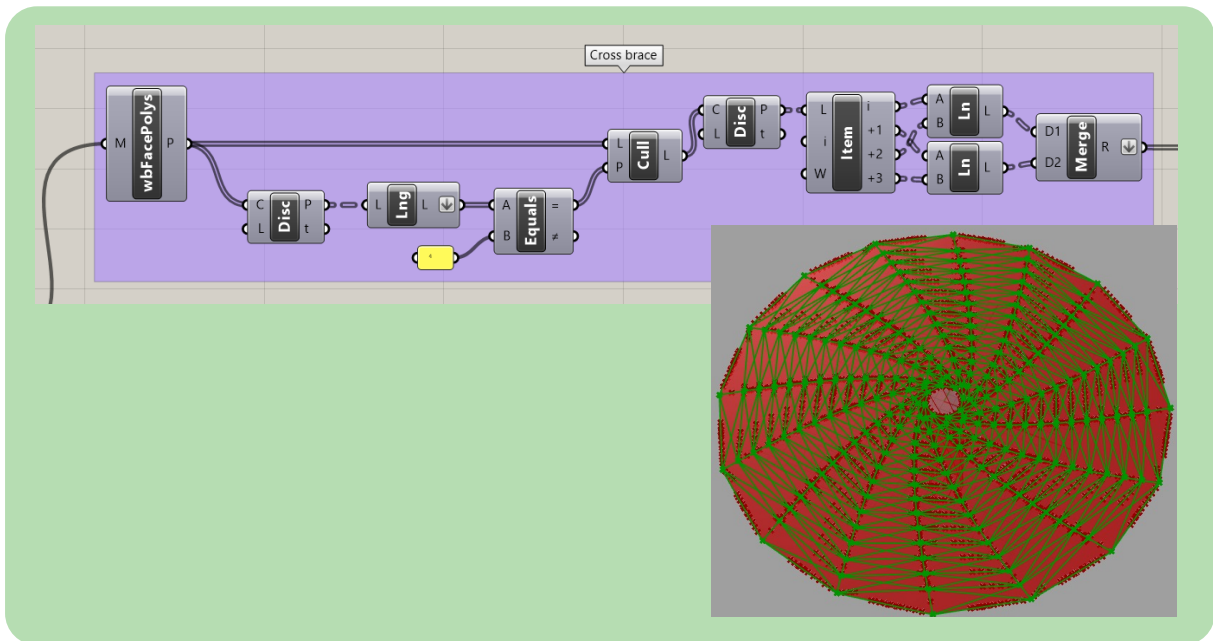 Cross brace
wbFacePolys
M
P
Disc
C
L
P
t
Lng
L
L
Equals
A
B
=
≠
Cull
L
P
L
Disc
C
L
P
t
Item
L
i
W
i
+1
+2
+3
Ln
A
B
L
Ln
A
B
L
Merge
D1
D2
R